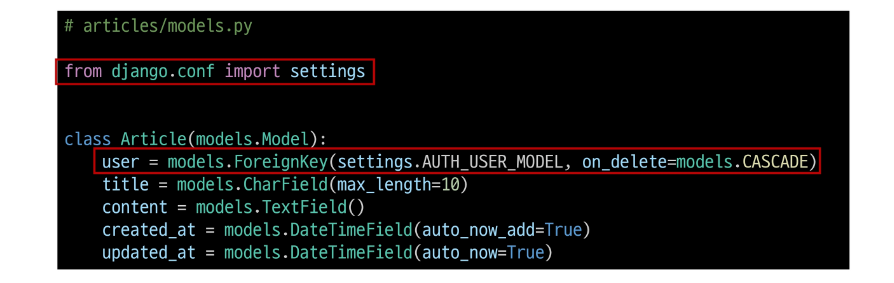 # articles/models.py
from django.conf import settings
class Article(models.Model):
user = models.ForeignKey(settings.AUTH_USER_MODEL, on_delete=models.CASCADE)
title = models.CharField(max_length=10)
content = models.TextField()
created_at = models.DateTimeField(auto_now_add=True)
updated_at = models.DateTimeField(auto_now=True)